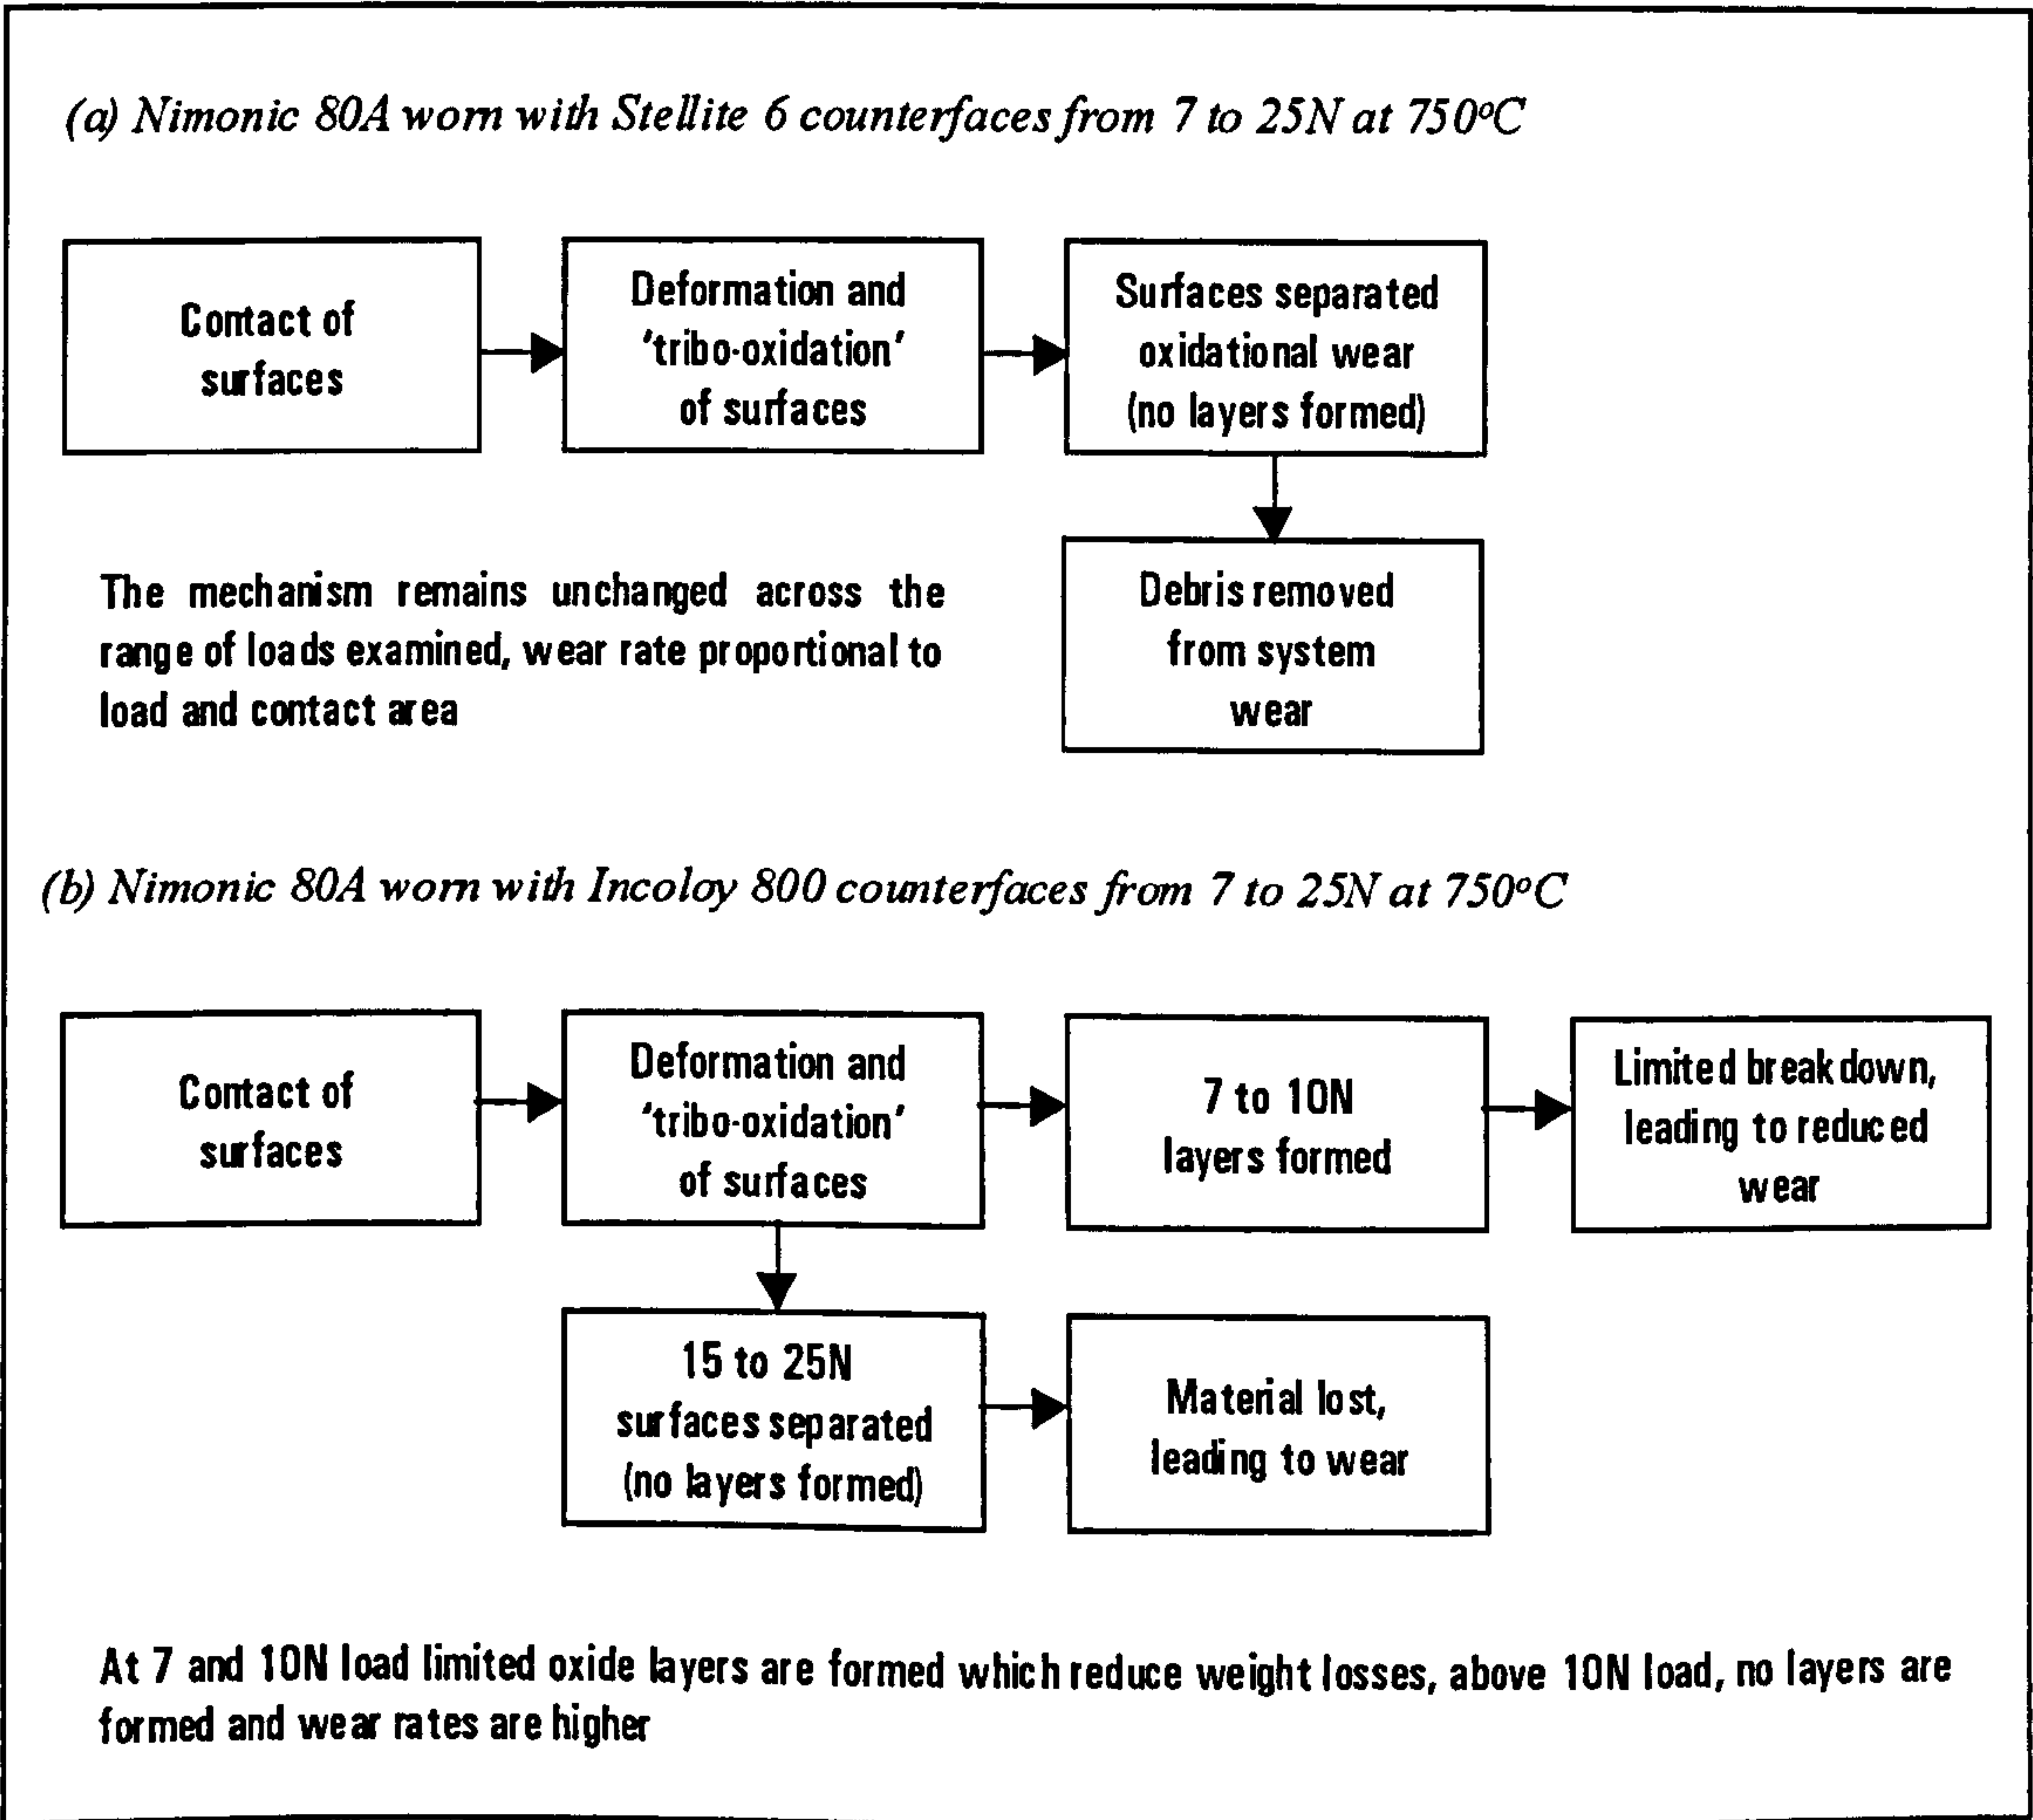 (a) Nimonic 80A worn with Stellite 6 counterfaces from 7 to 25N at 750°C
Contact of
surfaces
Deformation and
'tribo-oxidation'
of surfaces
Surfaces separated
oxidational wear
(no layers formed)
Debris removed
from system
wear
The mechanism remains unchanged across the
range of loads examined, wear rate proportional to
load and contact area
(b) Nimonic 80A worn with Incoloy 800 counterfaces from 7 to 25N at 750°C
Contact of
surfaces
Deformation and
'tribo-oxidation'
of surfaces
7 to 10N
layers formed
Limited breakdown,
leading to reduced
wear
15 to 25N
surfaces separated
(no layers formed)
Material lost,
leading to wear
At 7 and 10N load limited oxide layers are formed which reduce weight losses, above 10N load, no layers are
formed and wear rates are higher